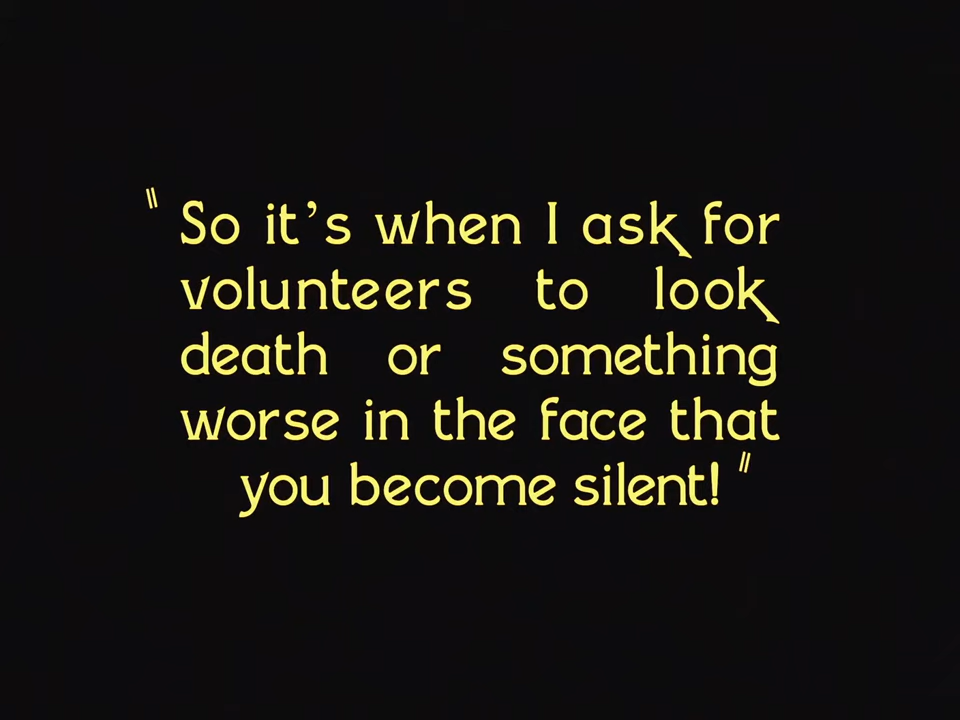 "So it's when I ask for
volunteers to look
death or something
worse in the face that
you become silent!"